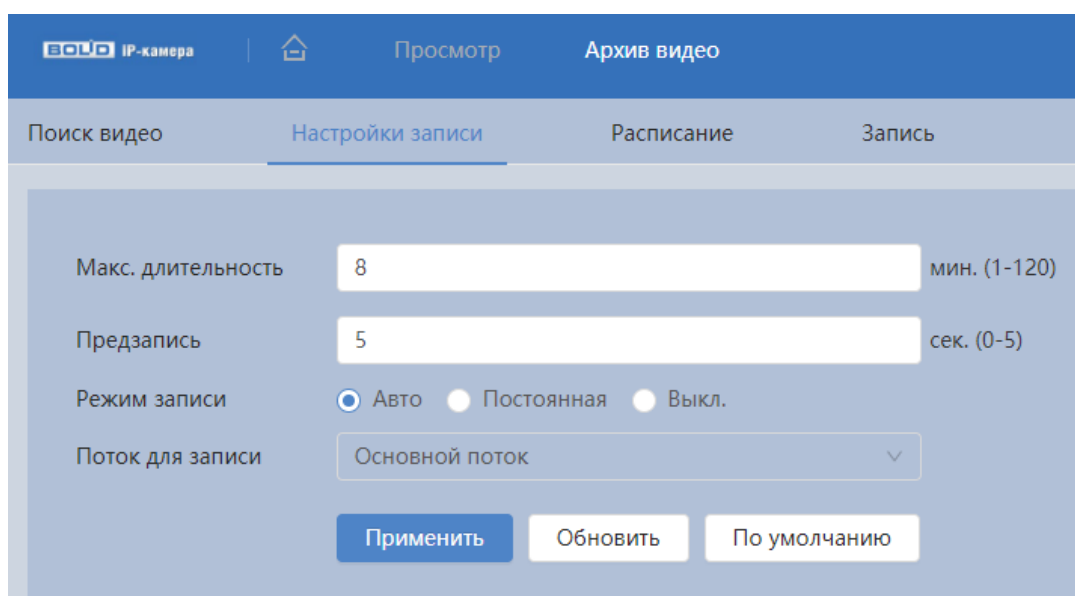 BOLID IP-камера Просмотр Архив видео
Поиск видео Настройки записи Расписание Запись
Макс. длительность 8 мин. (1-120)
Предзапись 5 сек. (0-5)
Режим записи Авто Постоянная Выкл.
Поток для записи Основной поток
Применить Обновить По умолчанию